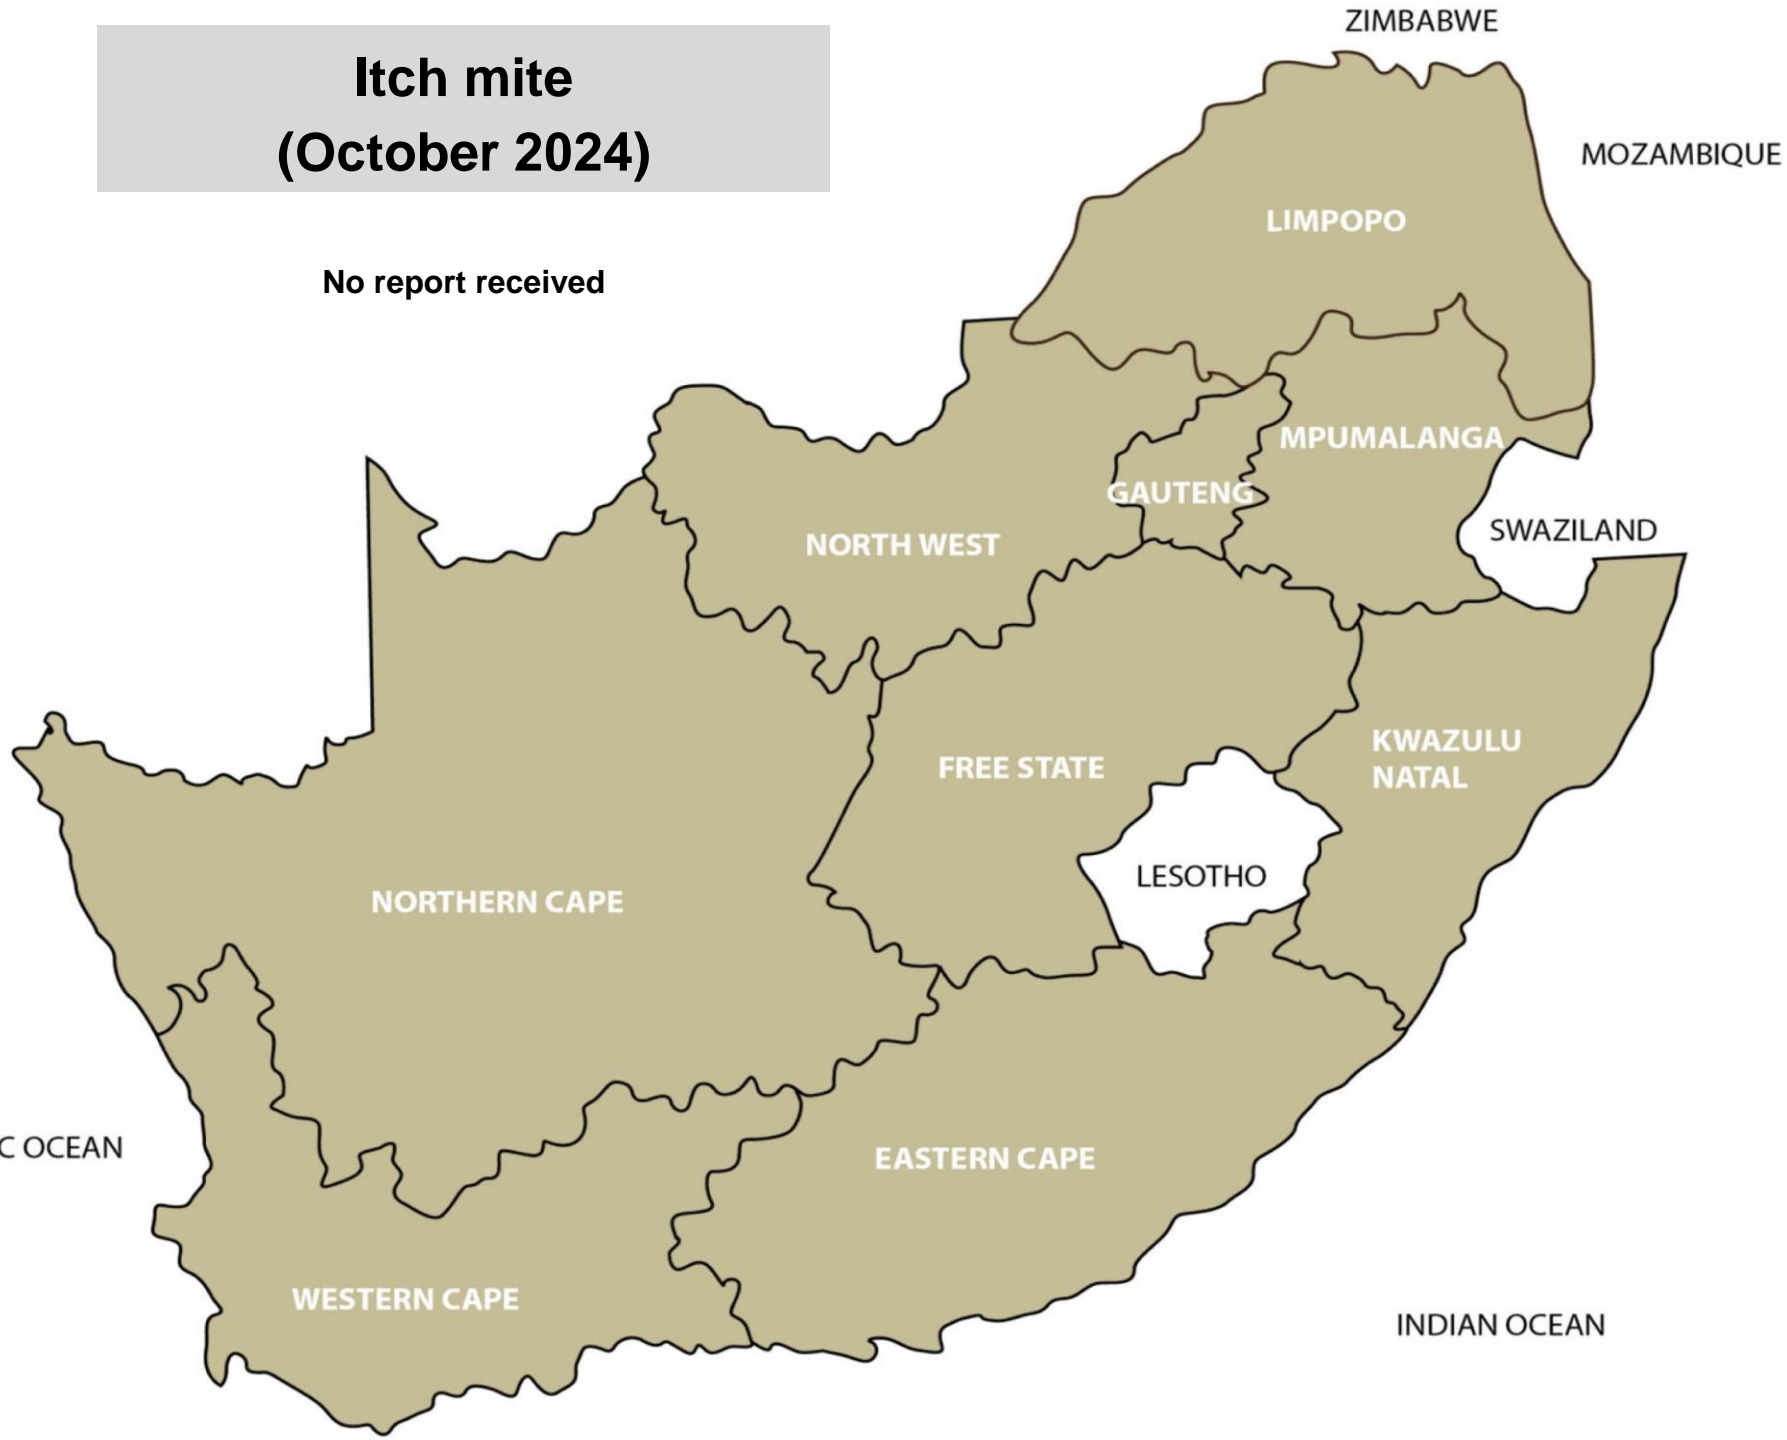 Itch mite
(October 2024)
No report received
ZIMBABWE
MOZAMBIQUE
LIMPOPO
MPUMALANGA
GAUTENG
NORTH WEST
SWAZILAND
KWAZULU
NATAL
FREE STATE
LESOTHO
NORTHERN CAPE
C OCEAN
EASTERN CAPE
WESTERN CAPE
INDIAN OCEAN